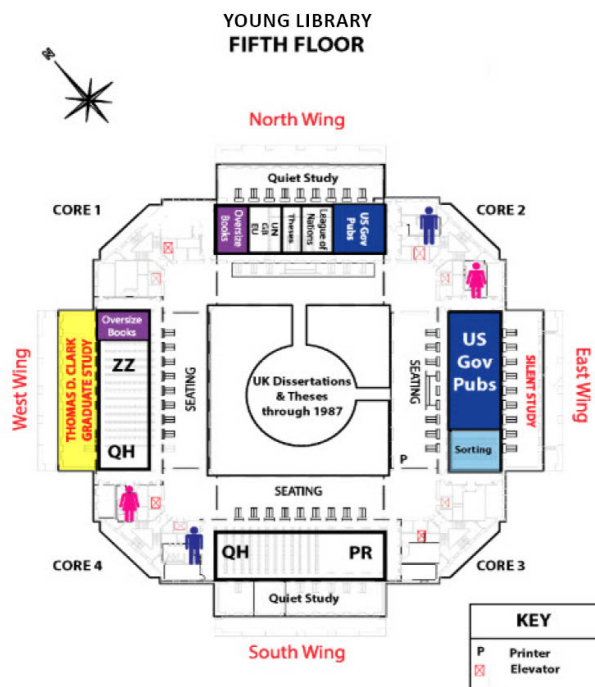 YOUNG LIBRARY
FIFTH FLOOR
N
North Wing
Quiet Study
CORE 1
CORE 2
Oversize
Books
UN
GB
EU
Theses
League of
Nations
US Gov
Pubs
West Wing
THOMAS D. CLARK
GRADUATE STUDY
Oversize
Books
ZZ
QH
SEATING
UK Dissertations
& Theses
through 1987
SEATING
P
US
Gov
Pubs
Sorting
SILENT STUDY
East Wing
SEATING
QH
PR
CORE 4
CORE 3
Quiet Study
South Wing
KEY
P Printer
Elevator